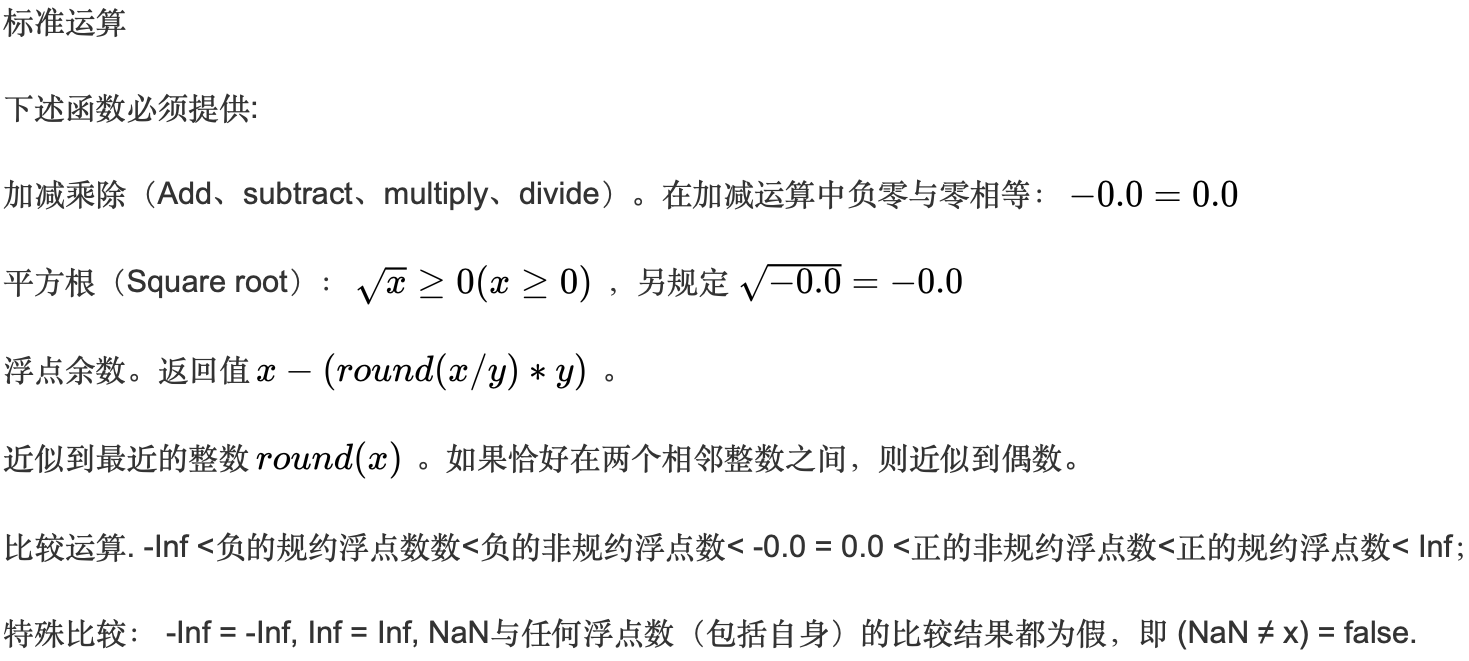 标准运算
下述函数必须提供:
加减乘除（Add、subtract、multiply、divide）。在加减运算中负零与零相等： −0.0 = 0.0
平方根（Square root）： √x ≥ 0(x ≥ 0) ，另规定 √−0.0 = −0.0
浮点余数。返回值 x − (round(x/y) ∗ y) 。
近似到最近的整数 round(x) 。如果恰好在两个相邻整数之间，则近似到偶数。
比较运算. -Inf <负的规约浮点数数<负的非规约浮点数< -0.0 = 0.0 <正的非规约浮点数<正的规约浮点数< Inf；
特殊比较： -Inf = -Inf, Inf = Inf, NaN与任何浮点数（包括自身）的比较结果都为假，即 (NaN ≠ x) = false.